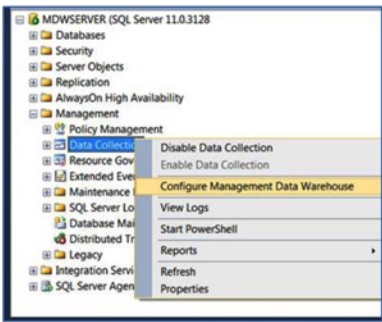 MDWSERVER (SQL Server 11.0.3128
Databases
Security
Server Objects
Replication
AlwaysOn High Availability
Management
Policy Management
Data Collectio
Resource Gov
Extended Eve
Maintenance
SQL Server Lo
Database Mai
Distributed Tr
Legacy
Integration Servi
SQL Server Agen
Disable Data Collection
Enable Data Collection
Configure Management Data Warehouse
View Logs
Start PowerShell
Reports
Refresh
Properties